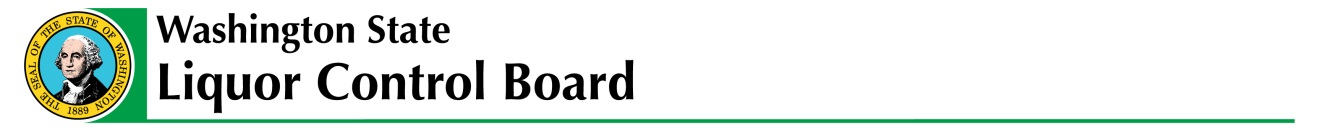 Washington State
Liquor Control Board
THE SEAL OF THE STATE OF WASHINGTON
1889